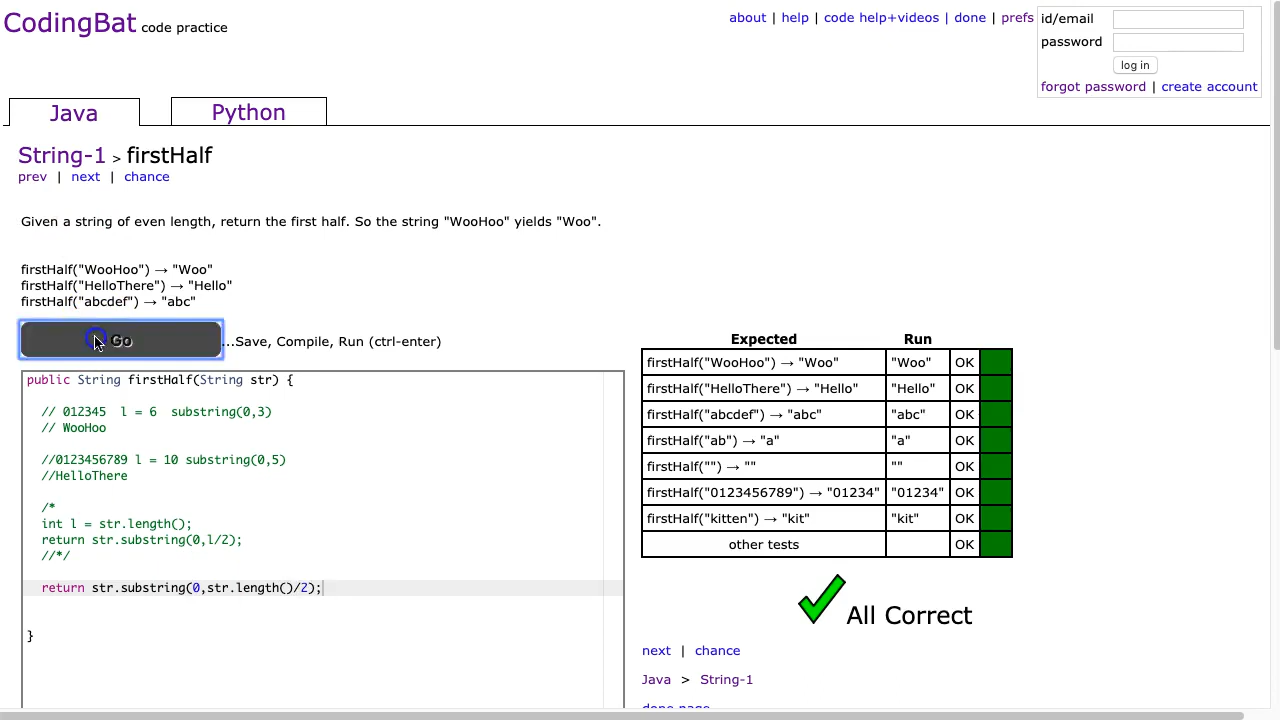 CodingBat code practice
about | help | code help+videos | done | prefs
id/email
password
log in
forgot password | create account
Java
Python
String-1 > firstHalf
prev | next | chance
Given a string of even length, return the first half. So the string "WooHoo" yields "Woo".
firstHalf("WooHoo") → "Woo"
firstHalf("HelloThere") → "Hello"
firstHalf("abcdef") → "abc"
Go
...Save, Compile, Run (ctrl-enter)
public String firstHalf(String str) {
// 012345 l = 6 substring(0,3)
// WooHoo
//0123456789 l = 10 substring(0,5)
//HelloThere
/*
int l = str.length();
return str.substring(0,l/2);
//*/
return str.substring(0,str.length()/2);
}
Expected Run
firstHalf("WooHoo") → "Woo" "Woo" OK
firstHalf("HelloThere") → "Hello" "Hello" OK
firstHalf("abcdef") → "abc" "abc" OK
firstHalf("ab") → "a" "a" OK
firstHalf("") → "" "" OK
firstHalf("0123456789") → "01234" "01234" OK
firstHalf("kitten") → "kit" "kit" OK
other tests OK
All Correct
next | chance
Java > String-1
done page